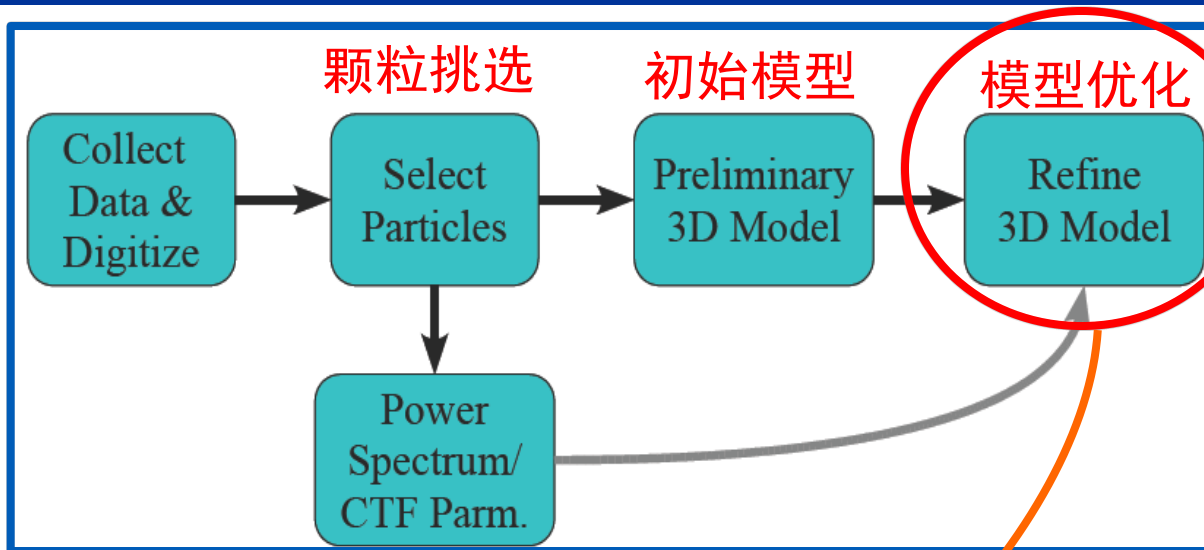 颗粒挑选
初始模型
模型优化
Collect
Data &
Digitize
Select
Particles
Preliminary
3D Model
Refine
3D Model
Power
Spectrum/
CTF Parm.